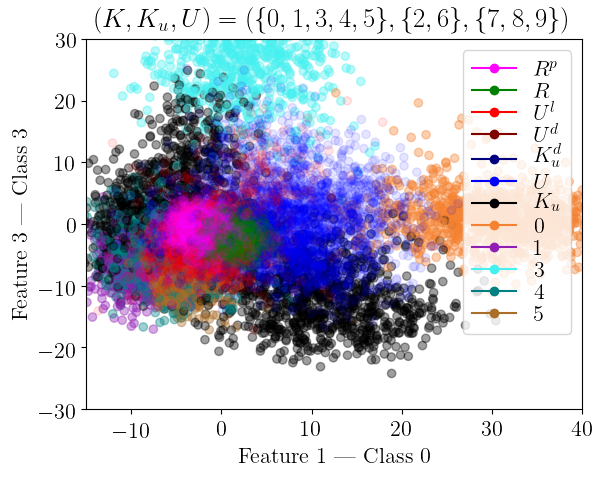 (K, K_u, U) = ({0, 1, 3, 4, 5}, {2, 6}, {7, 8, 9})
30
20
10
0
−10
−20
−30
Feature 3 — Class 3
R^p
R
U^l
U^d
K_u^d
U
K_u
0
1
3
4
5
−10
0
10
20
30
40
Feature 1 — Class 0